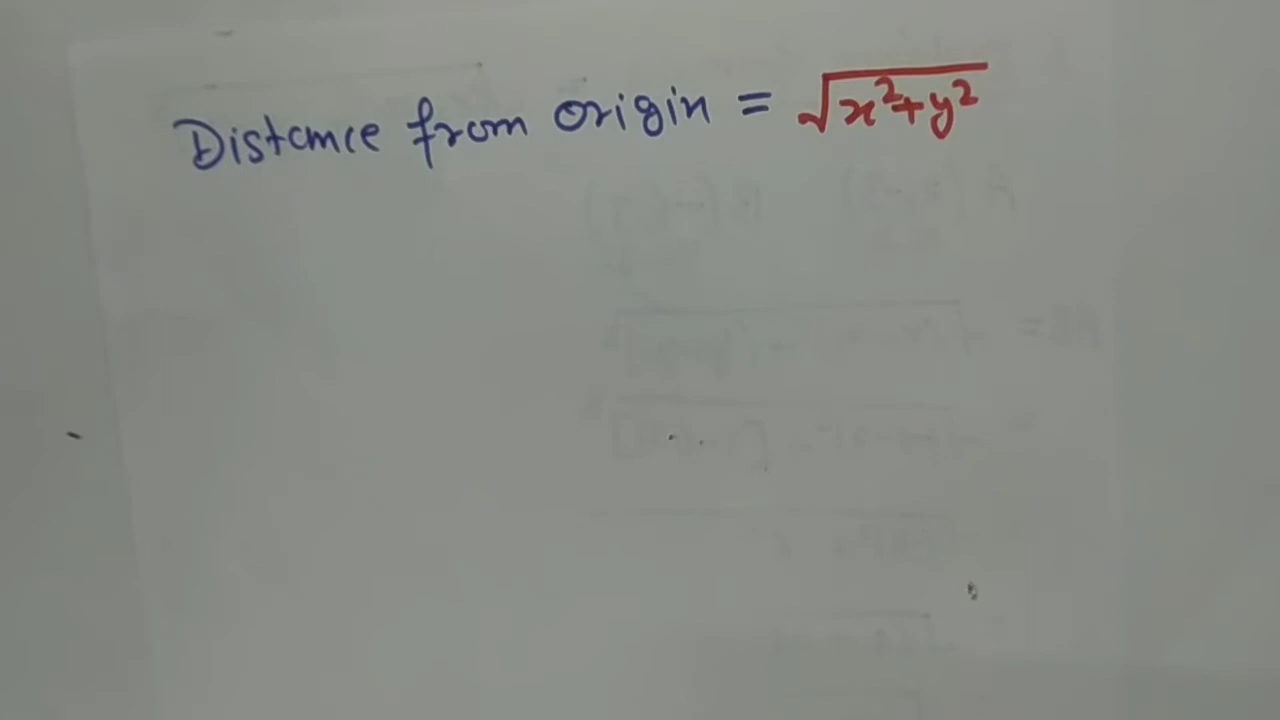 Distance from origin = √x²+y²